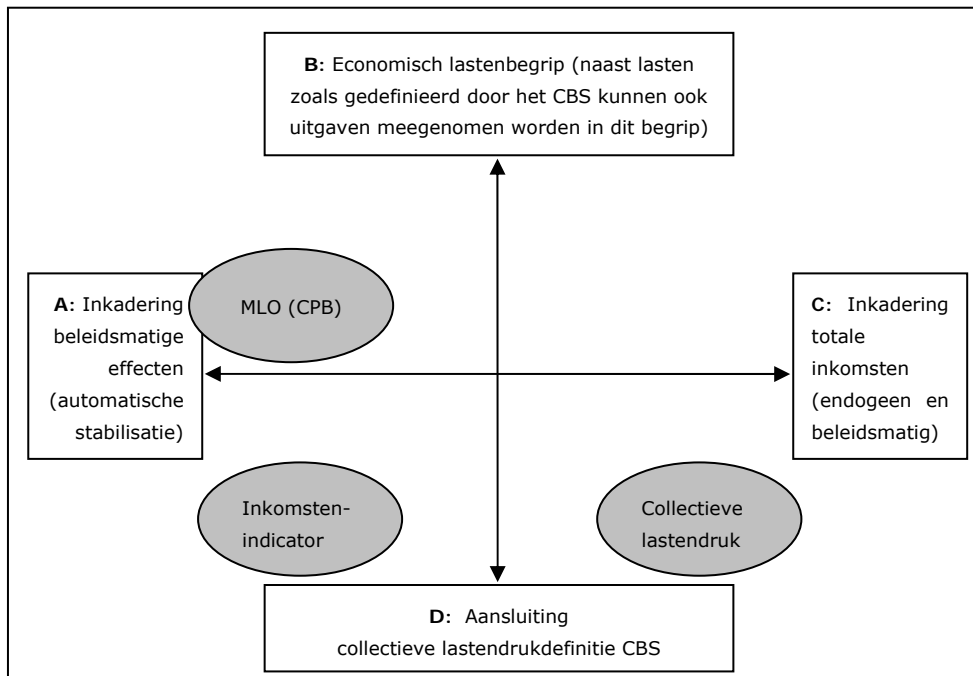 B: Economisch lastenbegrip (naast lasten
zoals gedefinieerd door het CBS kunnen ook
uitgaven meegenomen worden in dit begrip)
A: Inkadering
beleidsmatige
effecten
(automatische
stabilisatie)
MLO (CPB)
C: Inkadering
totale
inkomsten
(endogeen en
beleidsmatig)
Inkomsten-
indicator
Collectieve
lastendruk
D: Aansluiting
collectieve lastendrukdefinitie CBS